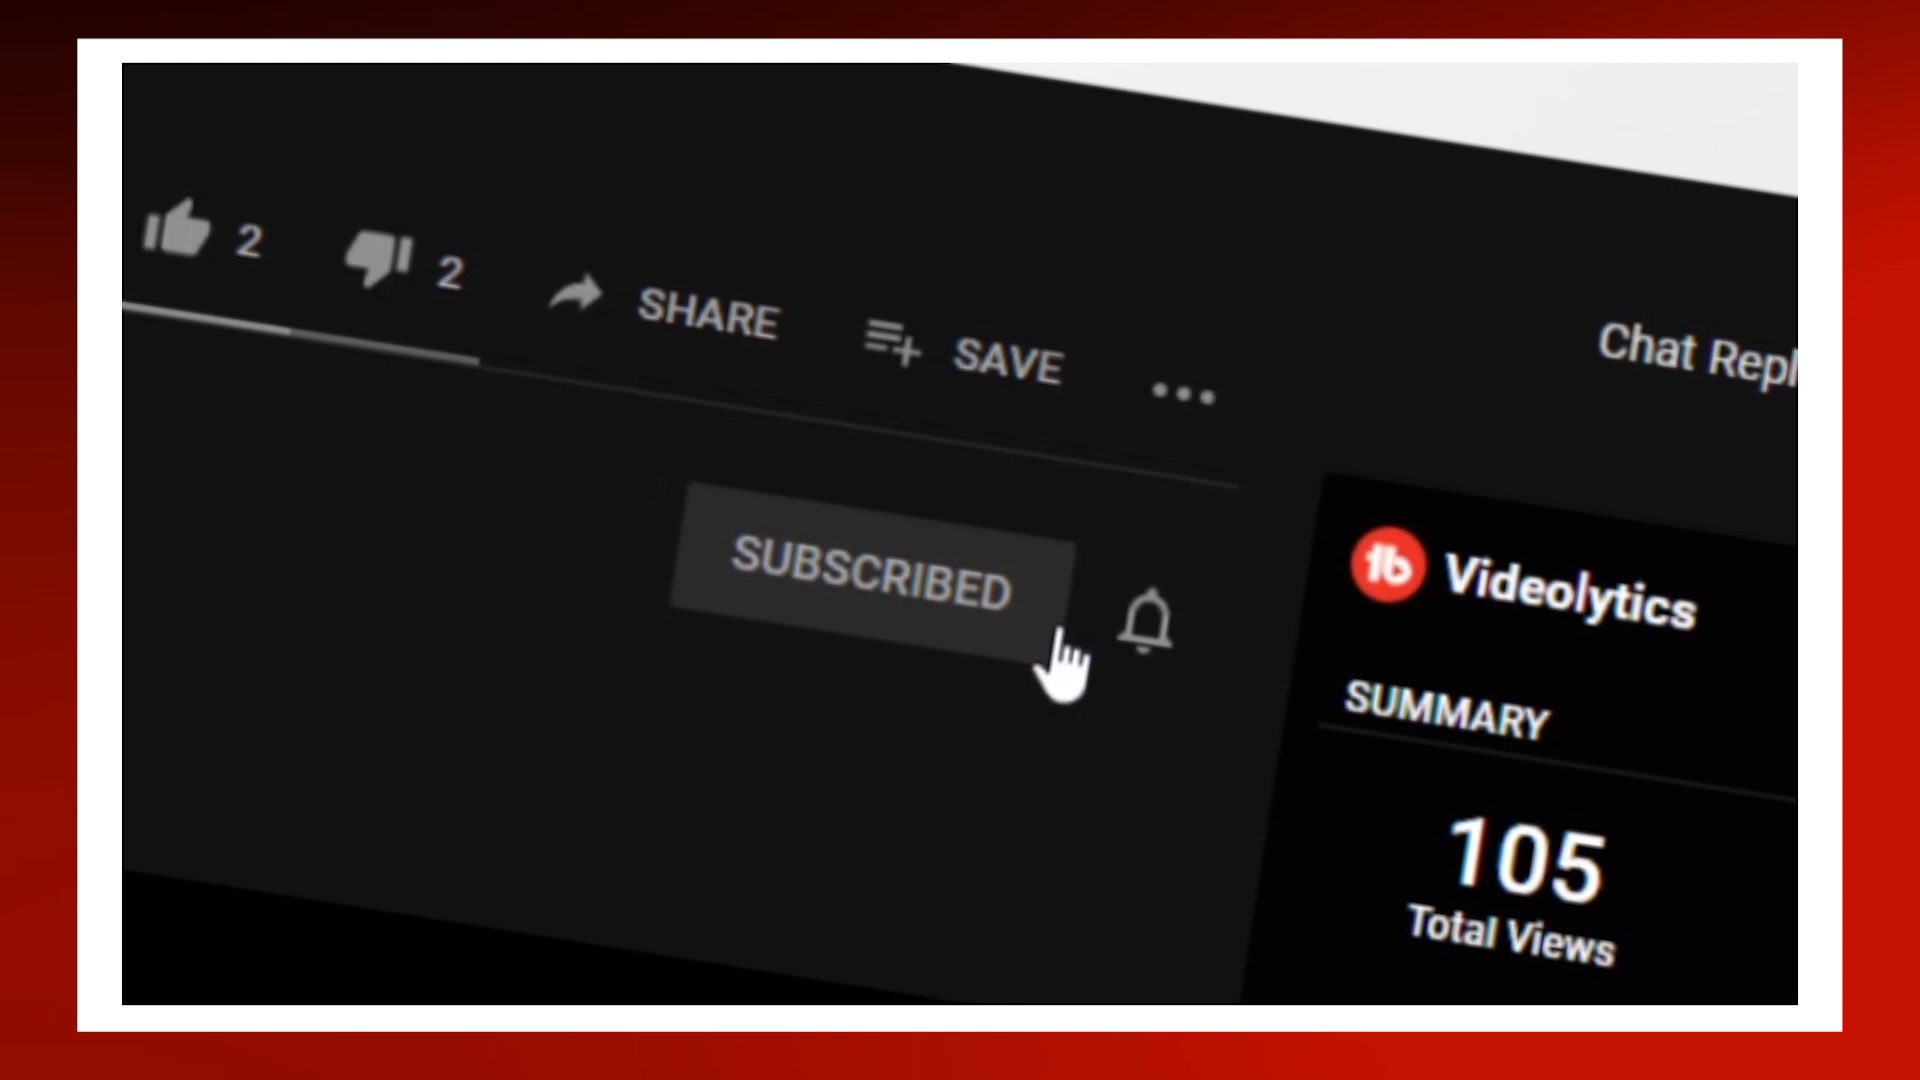 2
2
SHARE
SAVE
Chat Repl
SUBSCRIBED
tb Videolytics
SUMMARY
105
Total Views